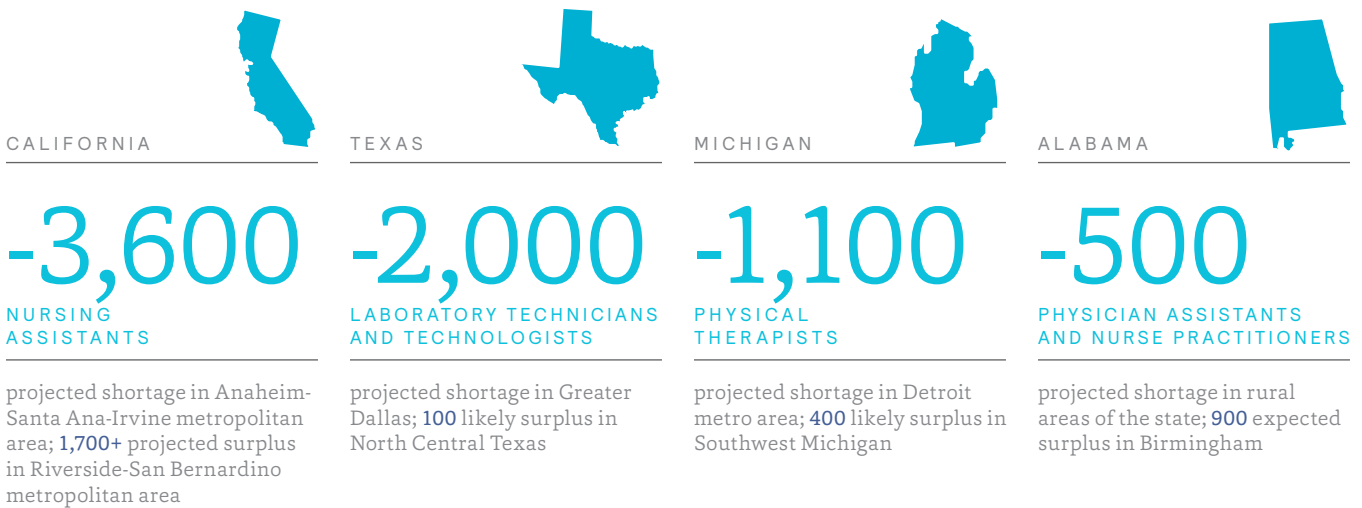 CALIFORNIA
-3,600
NURSING
ASSISTANTS
projected shortage in Anaheim-
Santa Ana-Irvine metropolitan
area; 1,700+ projected surplus
in Riverside-San Bernardino
metropolitan area
TEXAS
-2,000
LABORATORY TECHNICIANS
AND TECHNOLOGISTS
projected shortage in Greater
Dallas; 100 likely surplus in
North Central Texas
MICHIGAN
-1,100
PHYSICAL
THERAPISTS
projected shortage in Detroit
metro area; 400 likely surplus in
Southwest Michigan
ALABAMA
-500
PHYSICIAN ASSISTANTS
AND NURSE PRACTITIONERS
projected shortage in rural
areas of the state; 900 expected
surplus in Birmingham